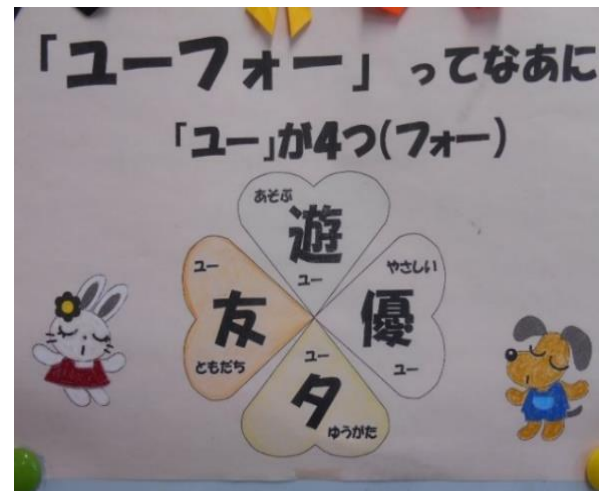 「ユーフォー」ってなあに
「ユー」が4つ(フォー)
あそぶ
遊
ユー
ユー
友
ともだち
やさしい
優
ユー
ユー
夕
ゆうがた